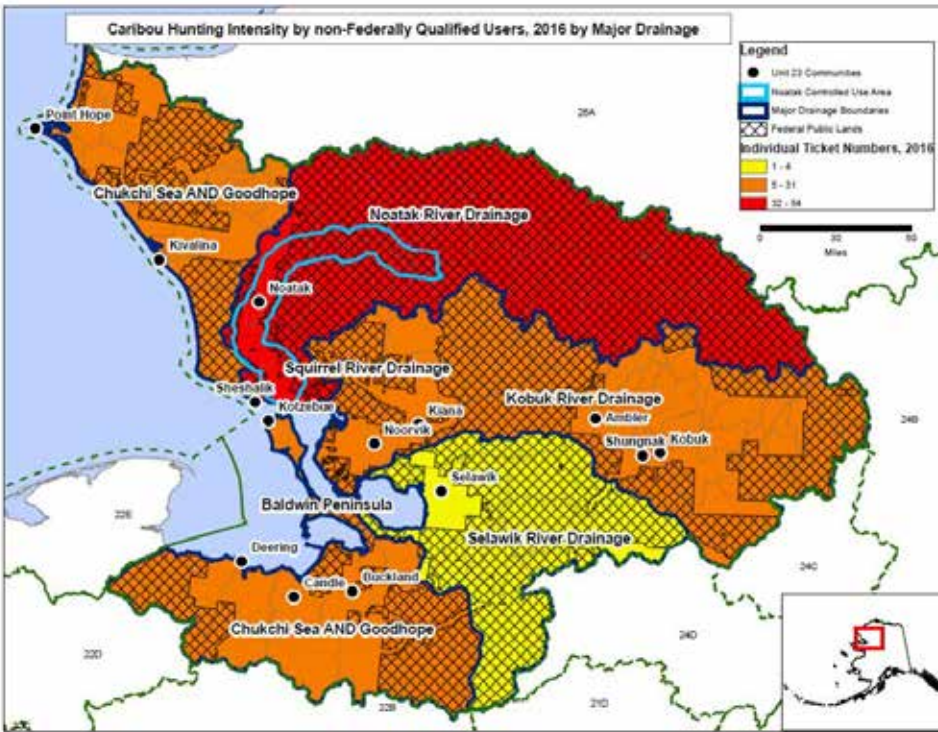 Caribou Hunting Intensity by non-Federally Qualified Users, 2016 by Major Drainage
Legend
Unit 23 Communities
Noatak Controlled Use Area
Major Drainage Boundaries
Federal Public Lands
Individual Ticket Numbers, 2016
1 - 4
5 - 31
32 - 54
0 30 60
Miles
26A
Point Hope
Chukchi Sea AND Goodhope
Noatak River Drainage
Kivalina
Noatak
Squirrel River Drainage
Sheshalik
Kotzebue
Kobuk River Drainage
Kiana
Ambler
24B
Noorvik
Shungnak
Kobuk
Selawik
Baldwin Peninsula
22E
Selawik River Drainage
Deering
24C
Candle
Buckland
Chukchi Sea AND Goodhope
24D
22D
22B
21D